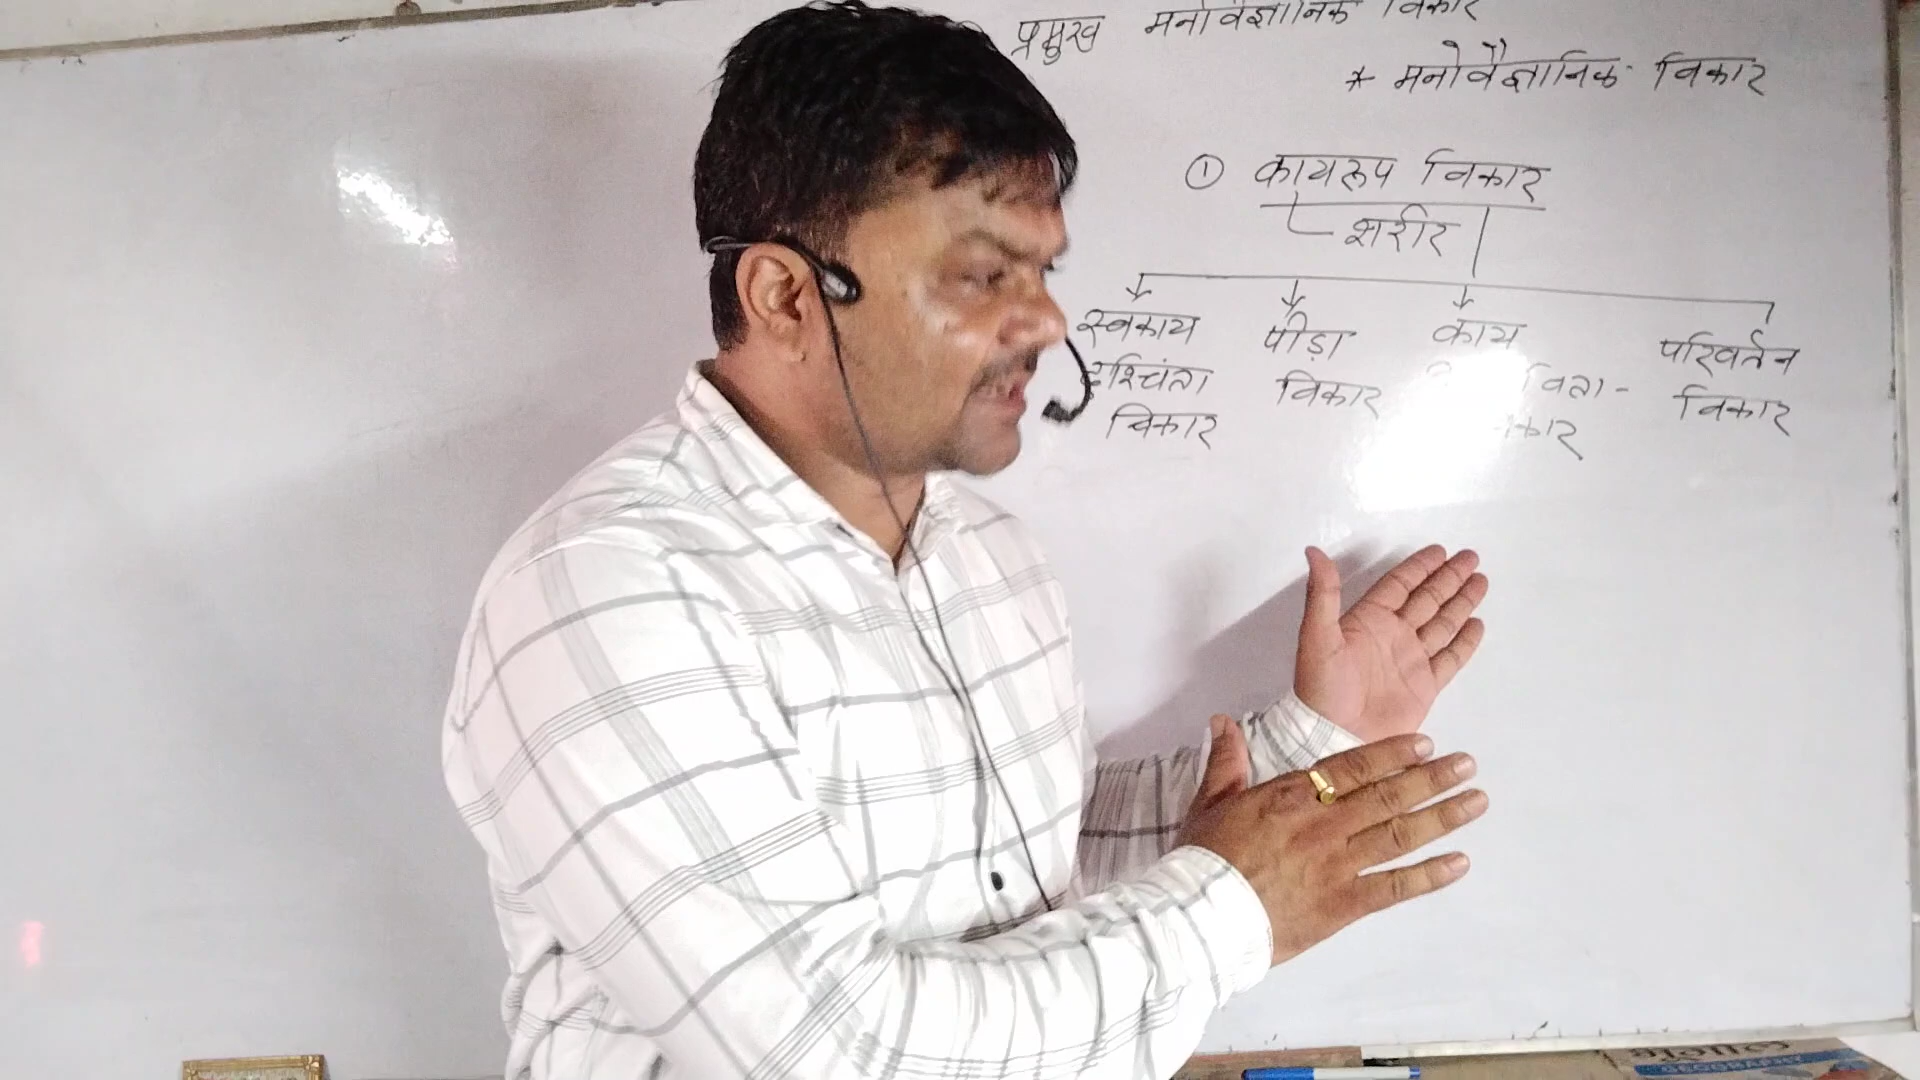 प्रमुख मनोवैज्ञानिक विकार
* मनोवैज्ञानिक विकार
① कायरूप विकार
शरीर
स्वकाय पीड़ा काय परिवर्तन
दुश्चिंता विकार विकार
विकार